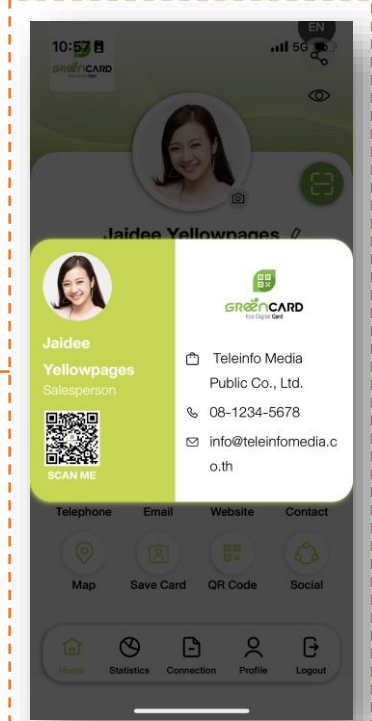 EN
10:57
5G
GREENCARD
Eco Digital Card
Jaidee Yellowpages
GREENCARD
Eco Digital Card
Jaidee
Yellowpages
Salesperson
SCAN ME
Teleinfo Media
Public Co., Ltd.
08-1234-5678
info@teleinfomedia.c
o.th
Telephone Email Website Contact
Map Save Card QR Code Social
Home Statistics Connection Profile Logout